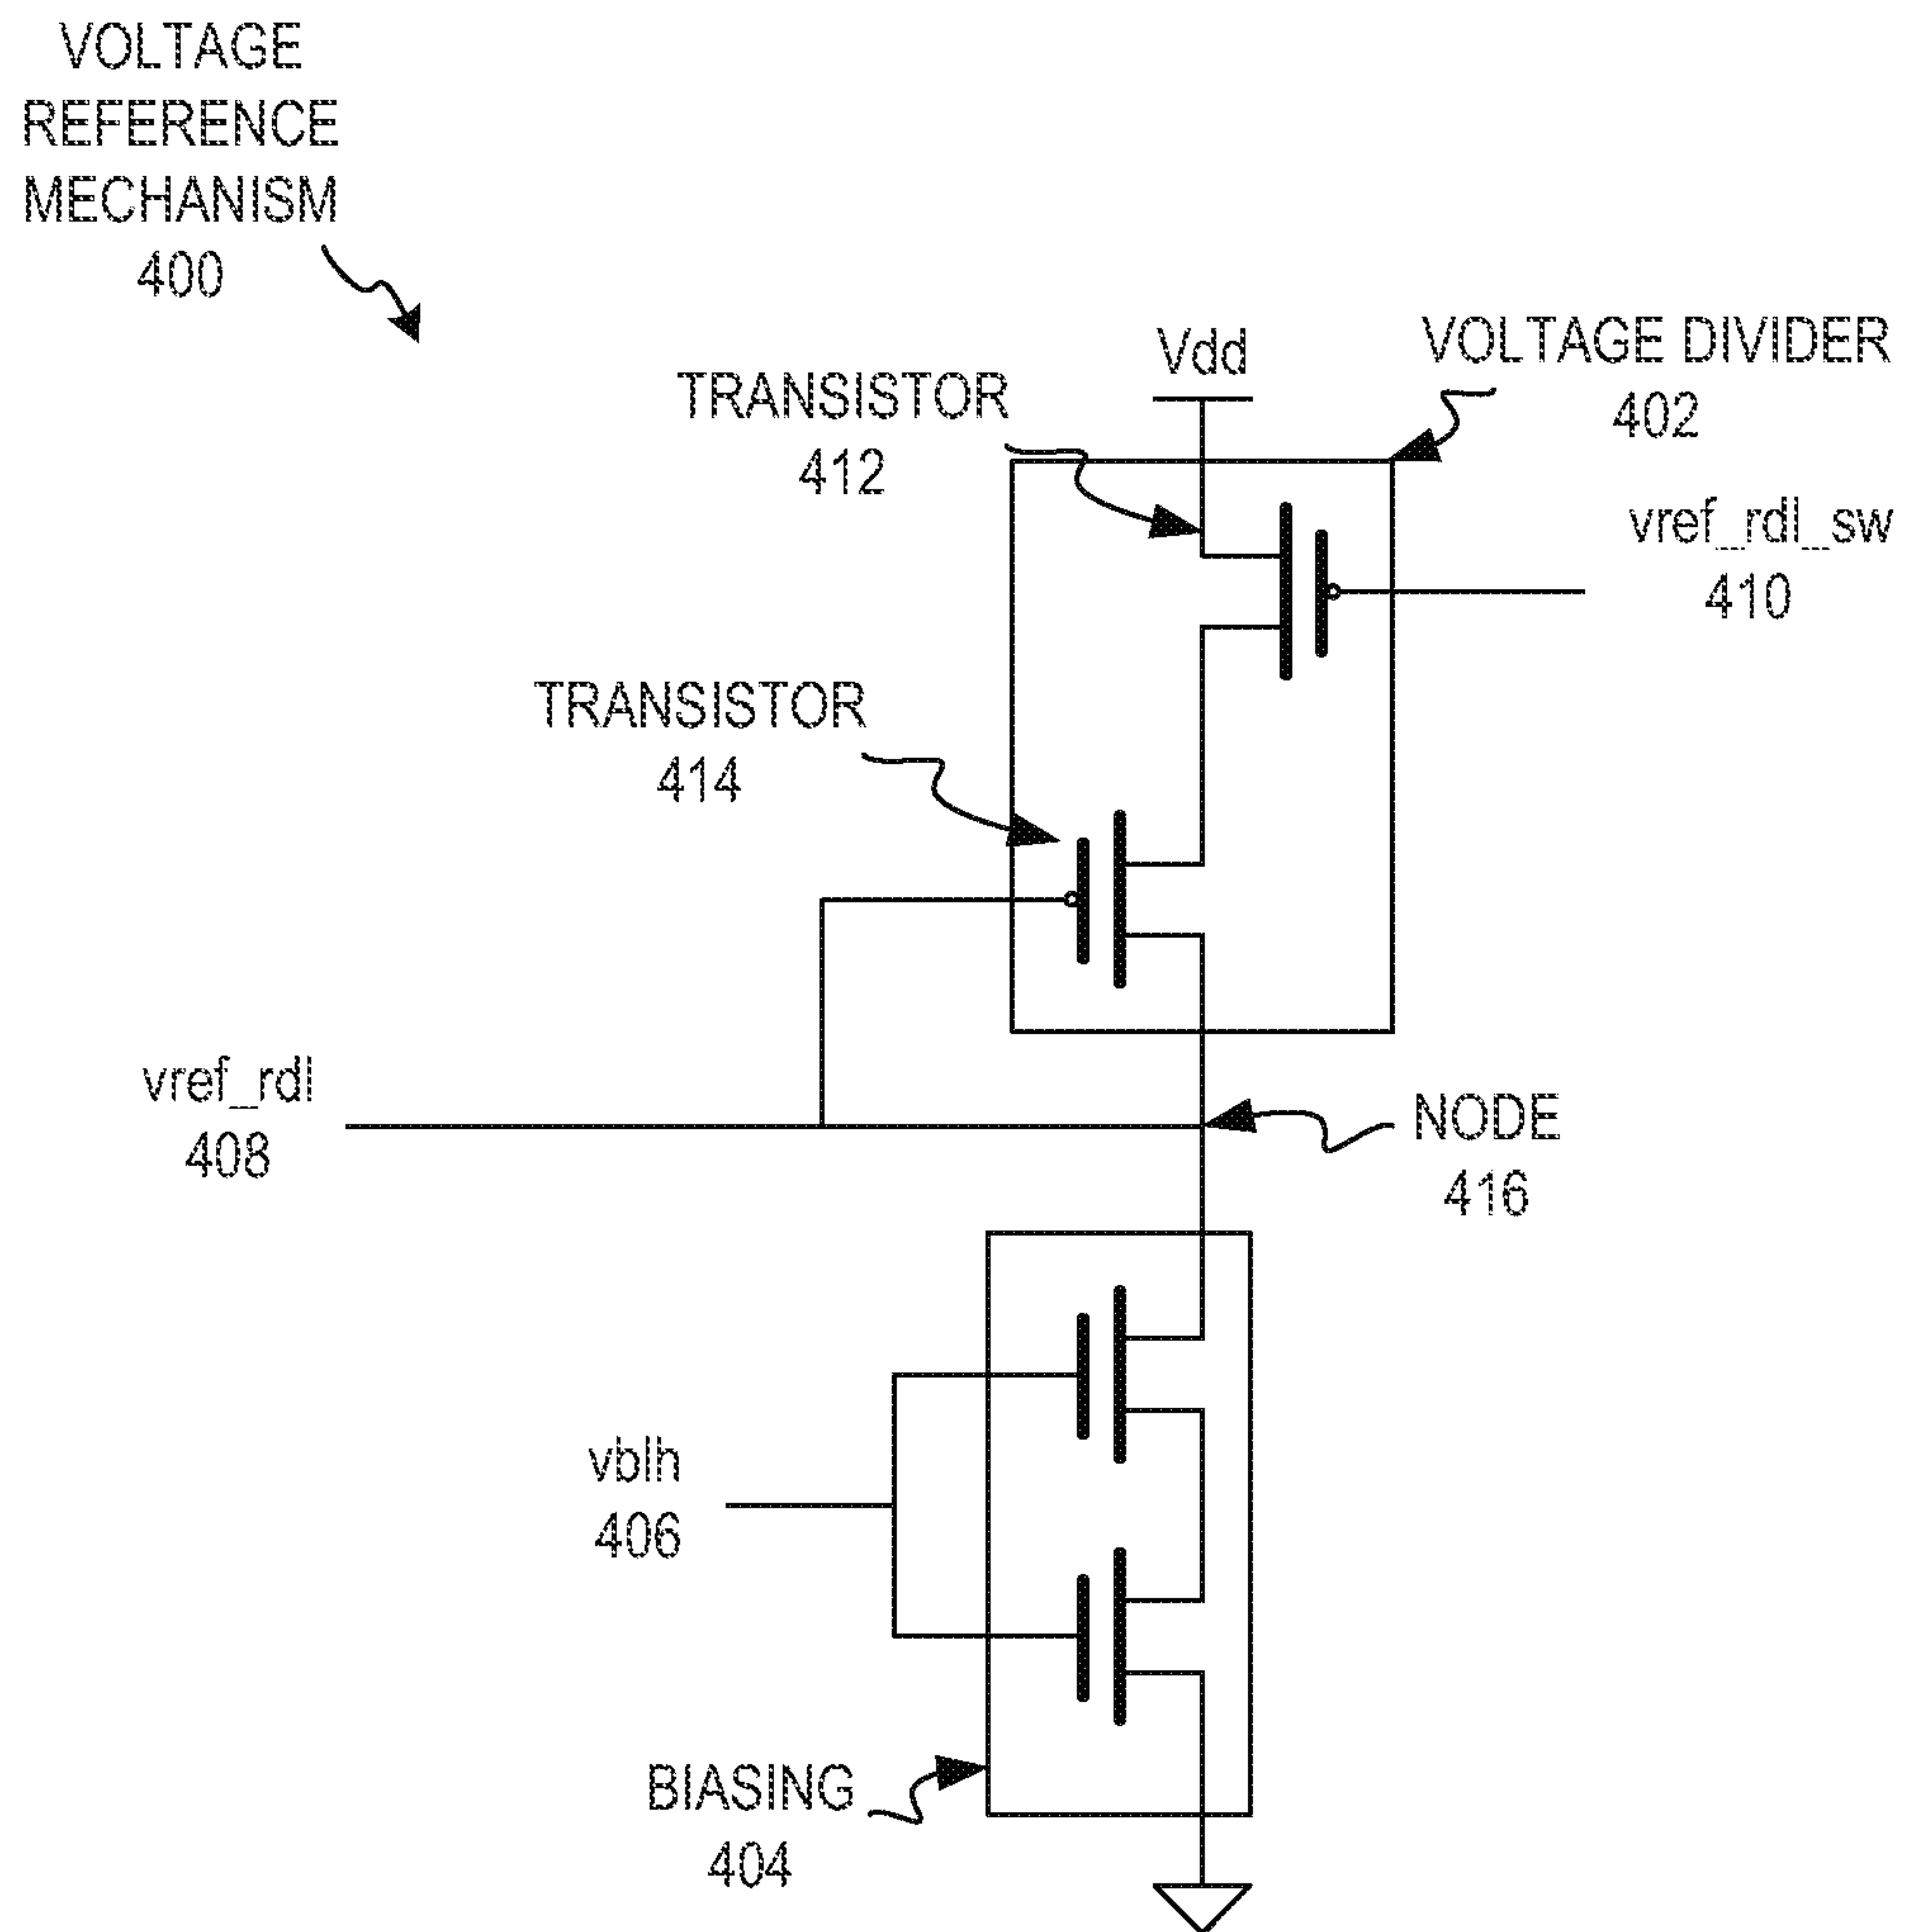 VOLTAGE
REFERENCE
MECHANISM
400
Vdd
VOLTAGE DIVIDER
402
TRANSISTOR
412
vref_rdl_sw
410
TRANSISTOR
414
vref_rdl
408
NODE
416
vblh
406
BIASING
404